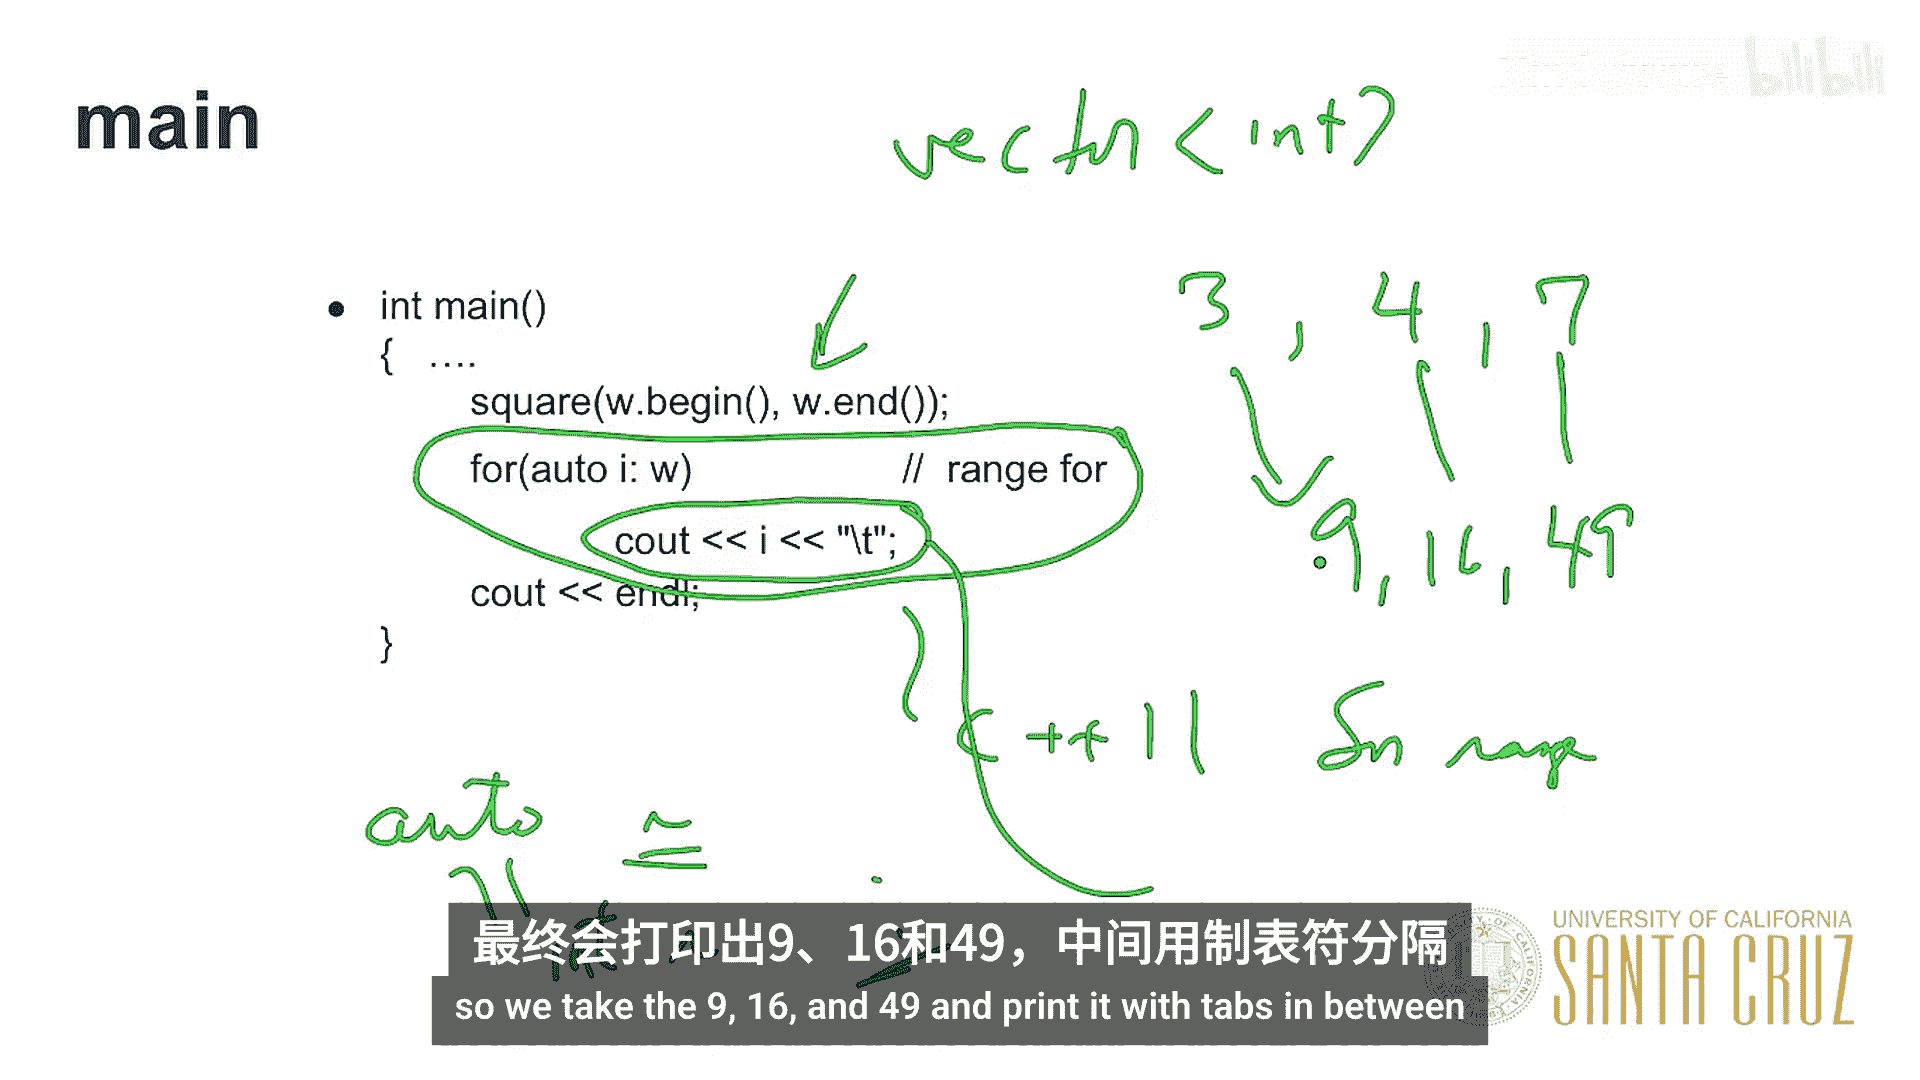 bilibili
main
vector<int>
• int main()
{ ....
square(w.begin(), w.end());
for(auto i: w) // range for
cout << i << "\t";
cout << endl;
}
3, 4, 7
9, 16, 49
C++11 for range
auto
最终会打印出9、16和49，中间用制表符分隔
so we take the 9, 16, and 49 and print it with tabs in between
UNIVERSITY OF CALIFORNIA
SANTA CRUZ